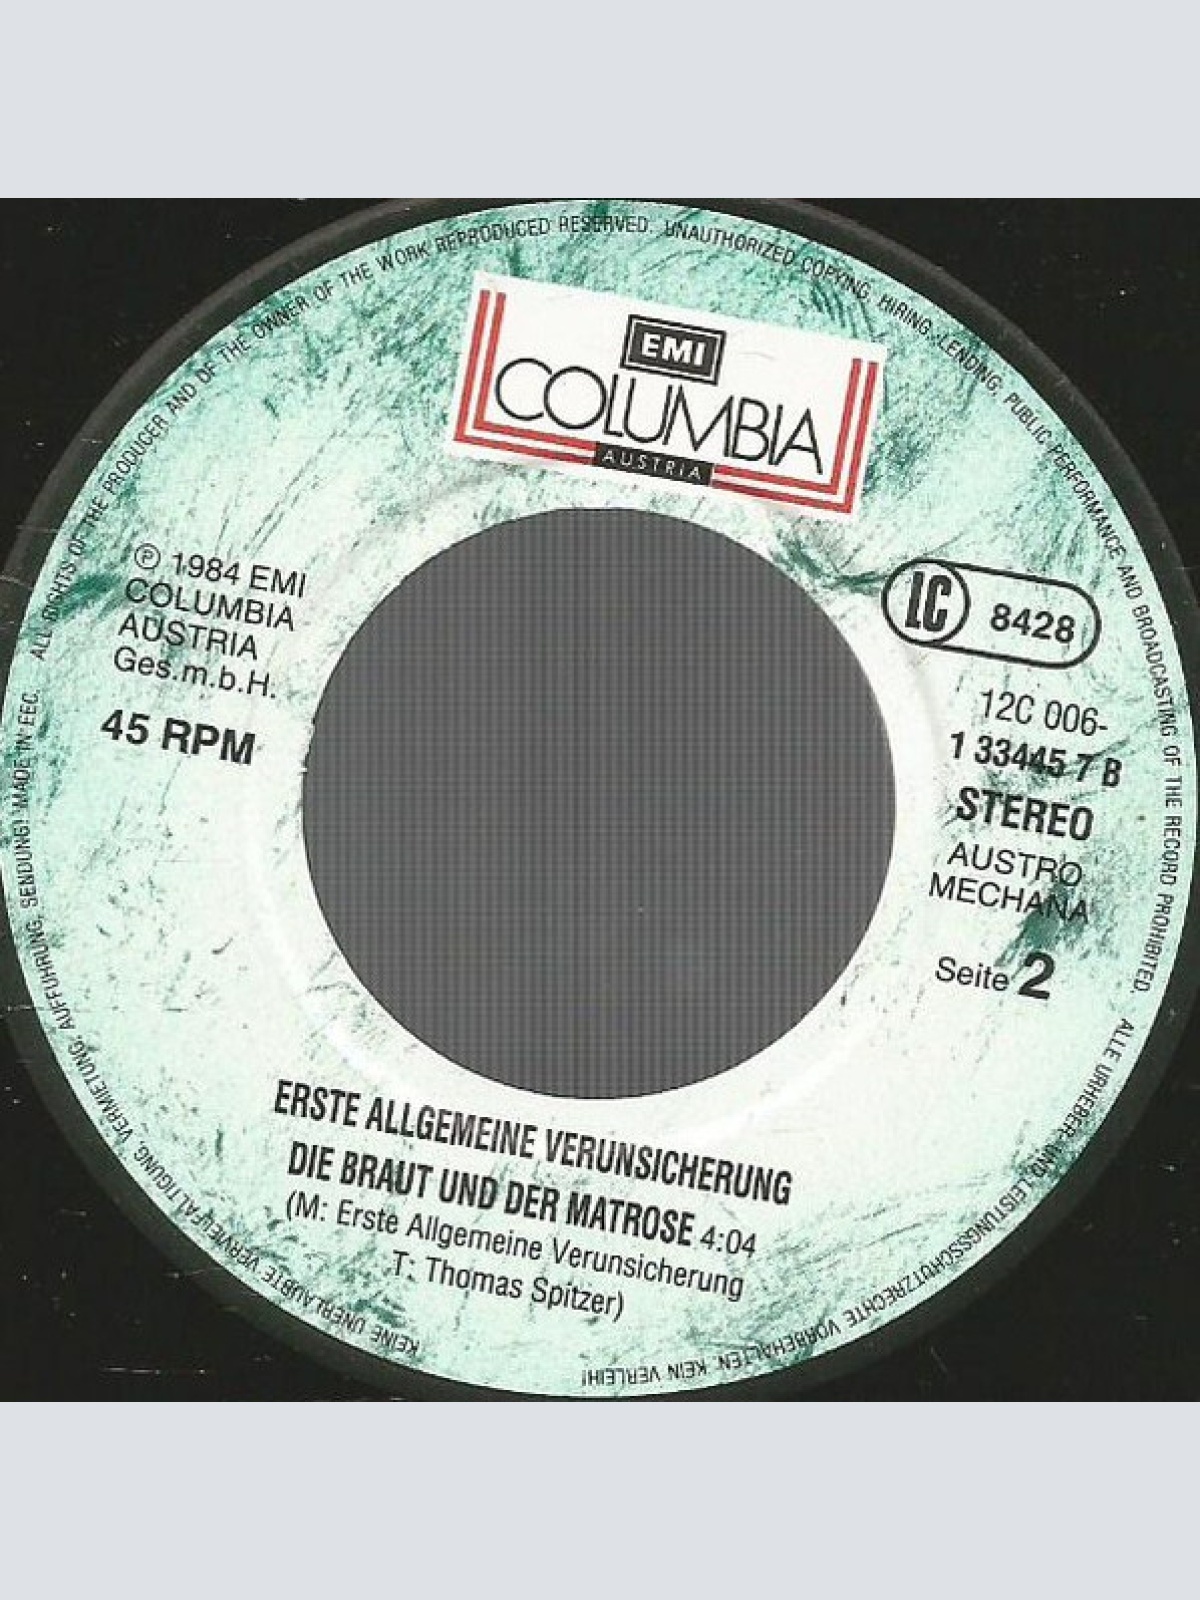 ALL RIGHTS OF THE PRODUCER AND OF THE OWNER OF THE WORK REPRODUCED RESERVED. UNAUTHORIZED COPYING, HIRING, LENDING, PUBLIC PERFORMANCE AND BROADCASTING OF THE RECORD PROHIBITED.
ALLE URHEBER- UND LEISTUNGSSCHUTZRECHTE VORBEHALTEN. KEIN VERLEIH!
KEINE UNERLAUBTE VERVIELFÄLTIGUNG, VERMIETUNG, AUFFÜHRUNG, SENDUNG! MADE IN EEC.
EMI
COLUMBIA
AUSTRIA
℗ 1984 EMI
COLUMBIA
AUSTRIA
Ges.m.b.H.
45 RPM
LC 8428
12C 006-
1 33445 7 B
STEREO
AUSTRO
MECHANA
Seite 2
ERSTE ALLGEMEINE VERUNSICHERUNG
DIE BRAUT UND DER MATROSE 4:04
(M: Erste Allgemeine Verunsicherung
T: Thomas Spitzer)